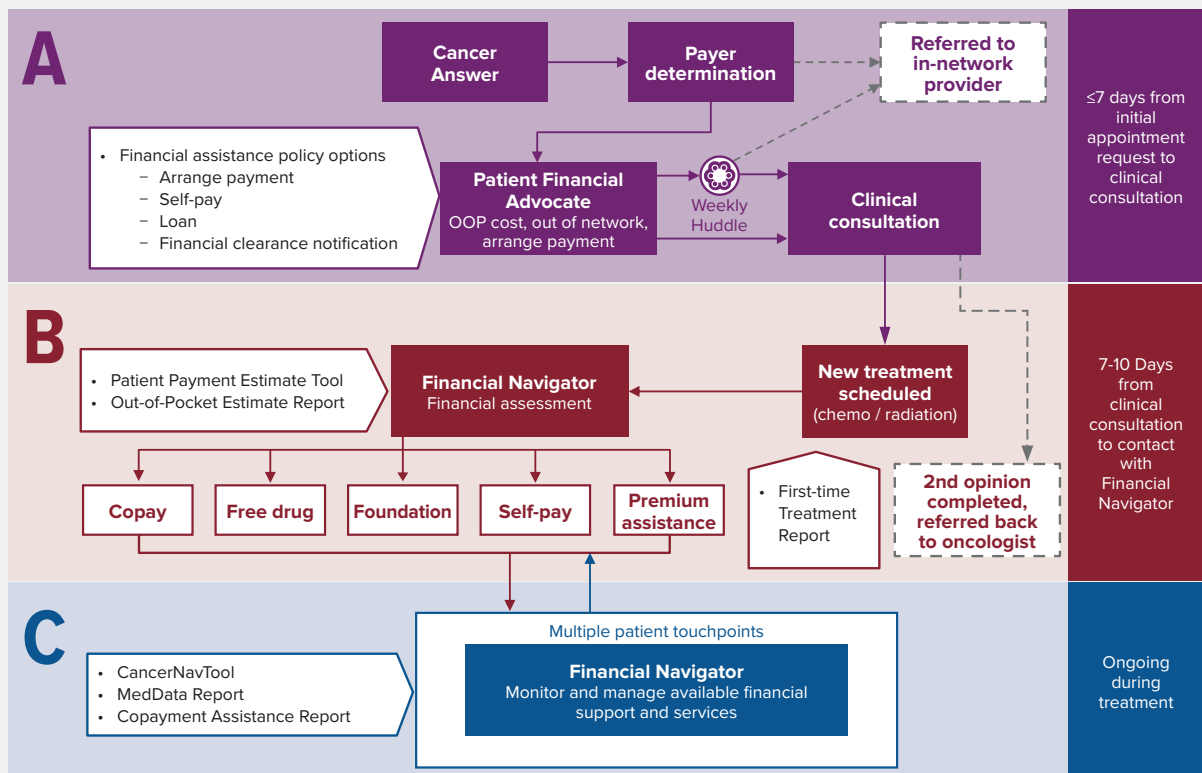 A
Cancer
Answer
Payer
determination
Referred to
in-network
provider
≤7 days from
initial
appointment
request to
clinical
consultation
• Financial assistance policy options
– Arrange payment
– Self-pay
– Loan
– Financial clearance notification
Patient Financial
Advocate
OOP cost, out of network,
arrange payment
Weekly
Huddle
Clinical
consultation
B
• Patient Payment Estimate Tool
• Out-of-Pocket Estimate Report
Financial Navigator
Financial assessment
New treatment
scheduled
(chemo / radiation)
7-10 Days
from
clinical
consultation
to contact
with
Financial
Navigator
Copay
Free drug
Foundation
Self-pay
Premium
assistance
• First-time
Treatment
Report
2nd opinion
completed,
referred back
to oncologist
C
• CancerNavTool
• MedData Report
• Copayment Assistance Report
Multiple patient touchpoints
Financial Navigator
Monitor and manage available financial
support and services
Ongoing
during
treatment